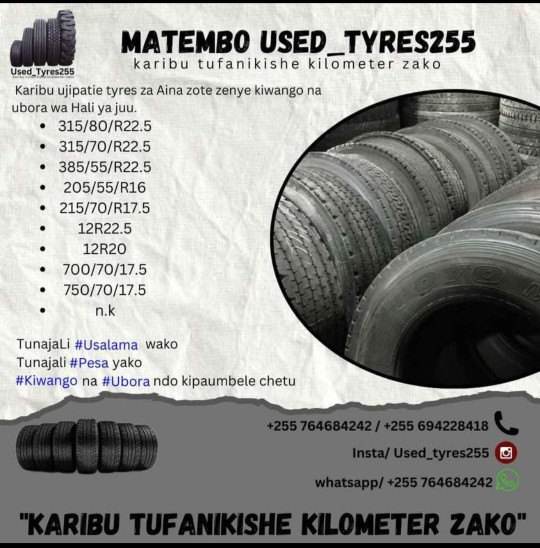 MATEMBO USED_TYRES255
karibu tufanikishe kilometer zako
Used_Tyres255
Karibu ujipatie tyres za Aina zote zenye kiwango na
ubora wa Hali ya juu.
• 315/80/R22.5
• 315/70/R22.5
• 385/55/R22.5
• 205/55/R16
• 215/70/R17.5
• 12R22.5
• 12R20
• 700/70/17.5
• 750/70/17.5
• n.k
TunajaLi #Usalama wako
Tunajali #Pesa yako
#Kiwango na #Ubora ndo kipaumbele chetu
+255 764684242 / +255 694228418
Insta/ Used_tyres255
whatsapp/ +255 764684242
"KARIBU TUFANIKISHE KILOMETER ZAKO"